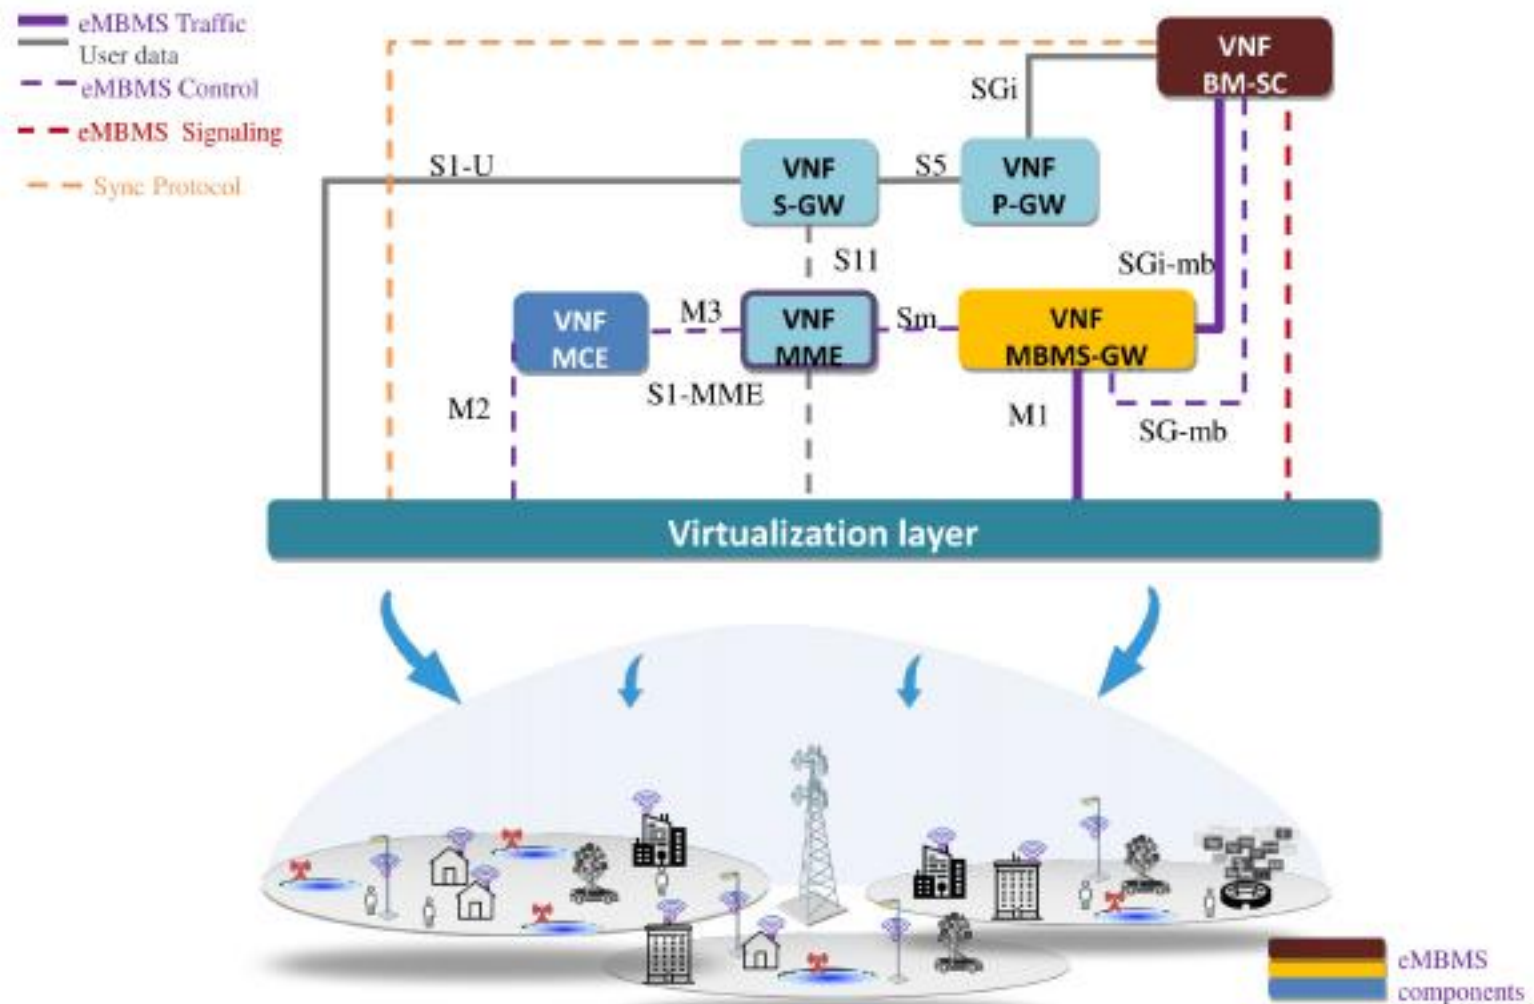 eMBMS Traffic
User data
eMBMS Control
eMBMS Signaling
Sync Protocol
VNF
BM-SC
SGi
S1-U
VNF
S-GW
S5
VNF
P-GW
S11
SGi-mb
VNF
MCE
M3
VNF
MME
Sm
VNF
MBMS-GW
S1-MME
M2
M1
SG-mb
Virtualization layer
eMBMS
components